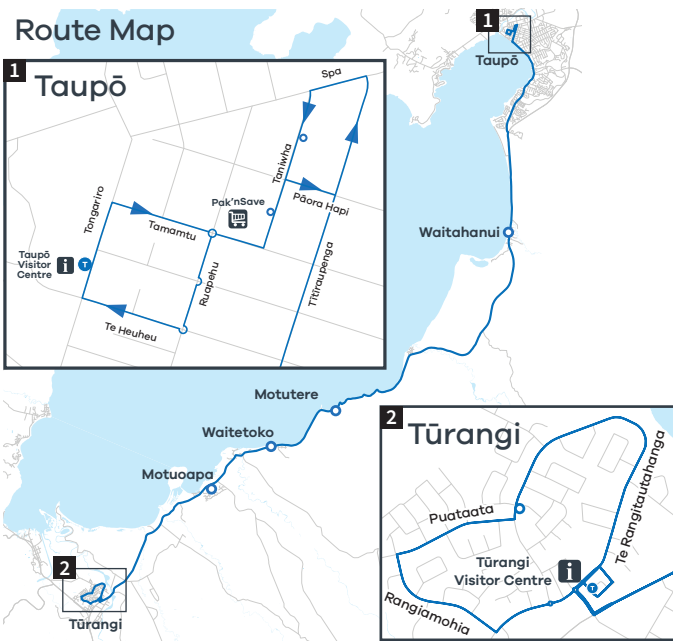 Route Map
1
Taupō
1
Taupō
Spa
Taniwha
Pāora Hapi
Pak'nSave
Tongariro
Tamamtu
Ruapehu
Tītīraupenga
Taupō
Visitor
Centre
i
T
Te Heuheu
Waitahanui
Motutere
Waitetoko
Motuoapa
2
Tūrangi
2
Tūrangi
Puataata
Te Rangitautahanga
Tūrangi
Visitor Centre
i
T
Rangiamohia